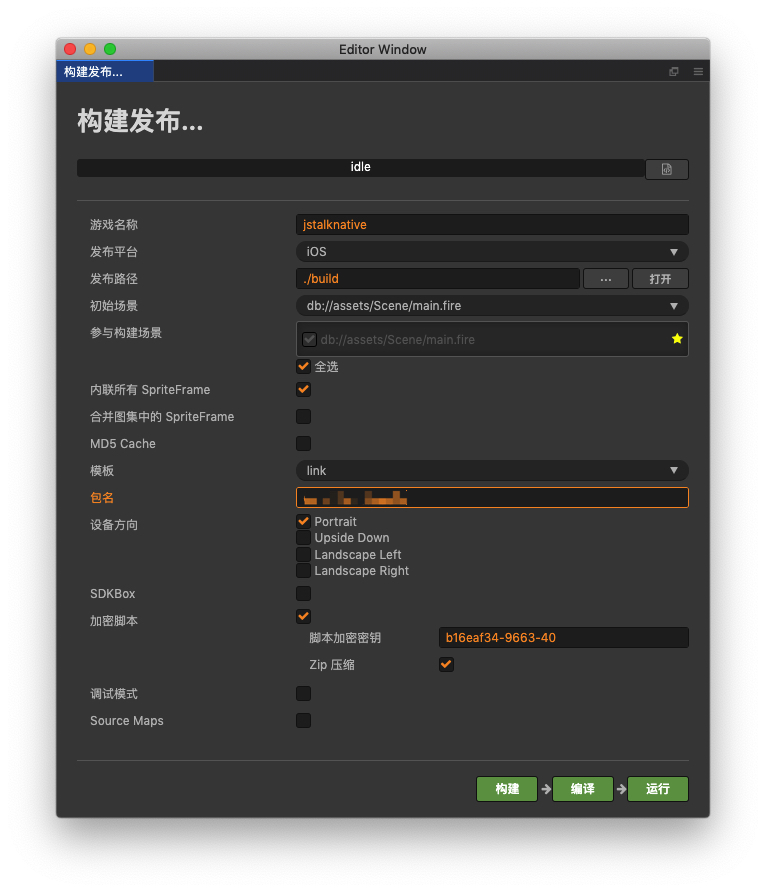 Editor Window
构建发布...
构建发布...
idle
游戏名称 jstalknative
发布平台 iOS
发布路径 ./build ... 打开
初始场景 db://assets/Scene/main.fire
参与构建场景 db://assets/Scene/main.fire
全选
内联所有 SpriteFrame
合并图集中的 SpriteFrame
MD5 Cache
模板 link
包名
设备方向 Portrait
Upside Down
Landscape Left
Landscape Right
SDKBox
加密脚本
脚本加密密钥 b16eaf34-9663-40
Zip 压缩
调试模式
Source Maps
构建 编译 运行